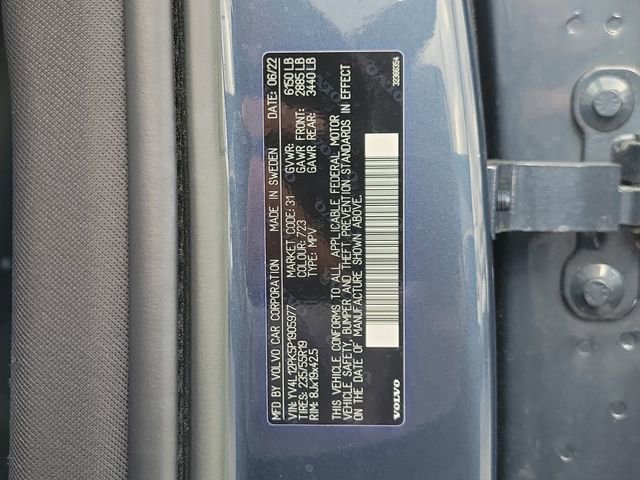 MFD BY VOLVO CAR CORPORATION MADE IN SWEDEN DATE: 06/22
VIN: YV4L12PK5P1905977 MARKET CODE: 31 GVWR: 6150 LB
TIRES: 235/55R19 COLOUR: 723 GAWR FRONT: 2885 LB
RIM: 8Jx19x42.5 TYPE: MPV GAWR REAR: 3440 LB
THIS VEHICLE CONFORMS TO ALL APPLICABLE FEDERAL MOTOR
VEHICLE SAFETY, BUMPER AND THEFT PREVENTION STANDARDS IN EFFECT
ON THE DATE OF MANUFACTURE SHOWN ABOVE.
VOLVO 32366354